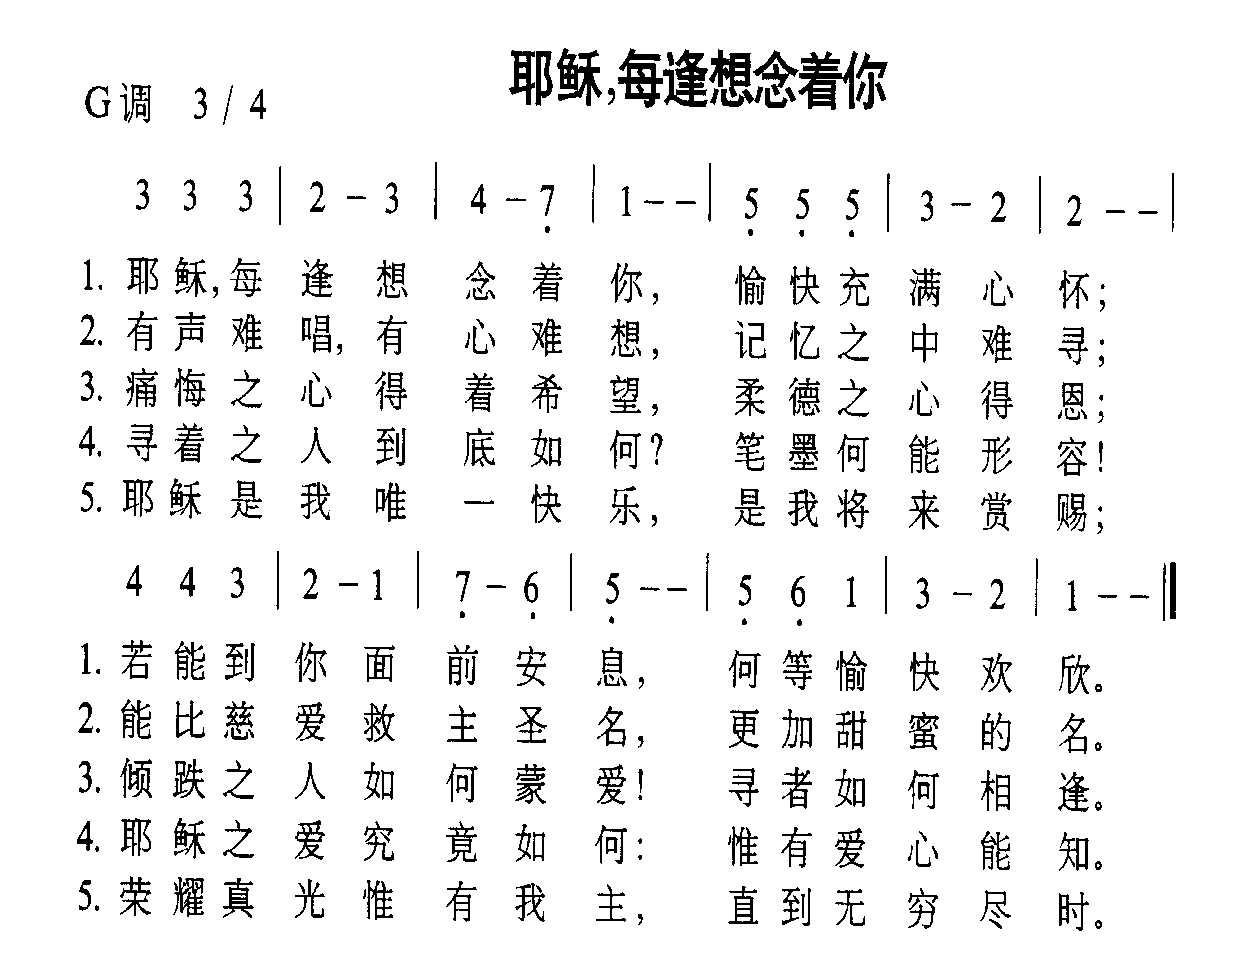 耶稣,每逢想念着你
G调 3/4
3 3 3 | 2 - 3 | 4 - 7̣ | 1 - - | 5̣ 5̣ 5̣ | 3 - 2 | 2 - - |
1. 耶稣,每逢想念着你, 愉快充满心怀;
2. 有声难唱,有心难想, 记忆之中难寻;
3. 痛悔之心得着希望, 柔德之心得恩;
4. 寻着之人到底如何? 笔墨何能形容!
5. 耶稣是我唯一快乐, 是我将来赏赐;
4 4 3 | 2 - 1 | 7̣ - 6̣ | 5̣ - - | 5̣ 6̣ 1 | 3 - 2 | 1 - - ‖
1. 若能到你面前安息, 何等愉快欢欣。
2. 能比慈爱救主圣名, 更加甜蜜的名。
3. 倾跌之人如何蒙爱! 寻者如何相逢。
4. 耶稣之爱究竟如何: 惟有爱心能知。
5. 荣耀真光惟有我主, 直到无穷尽时。